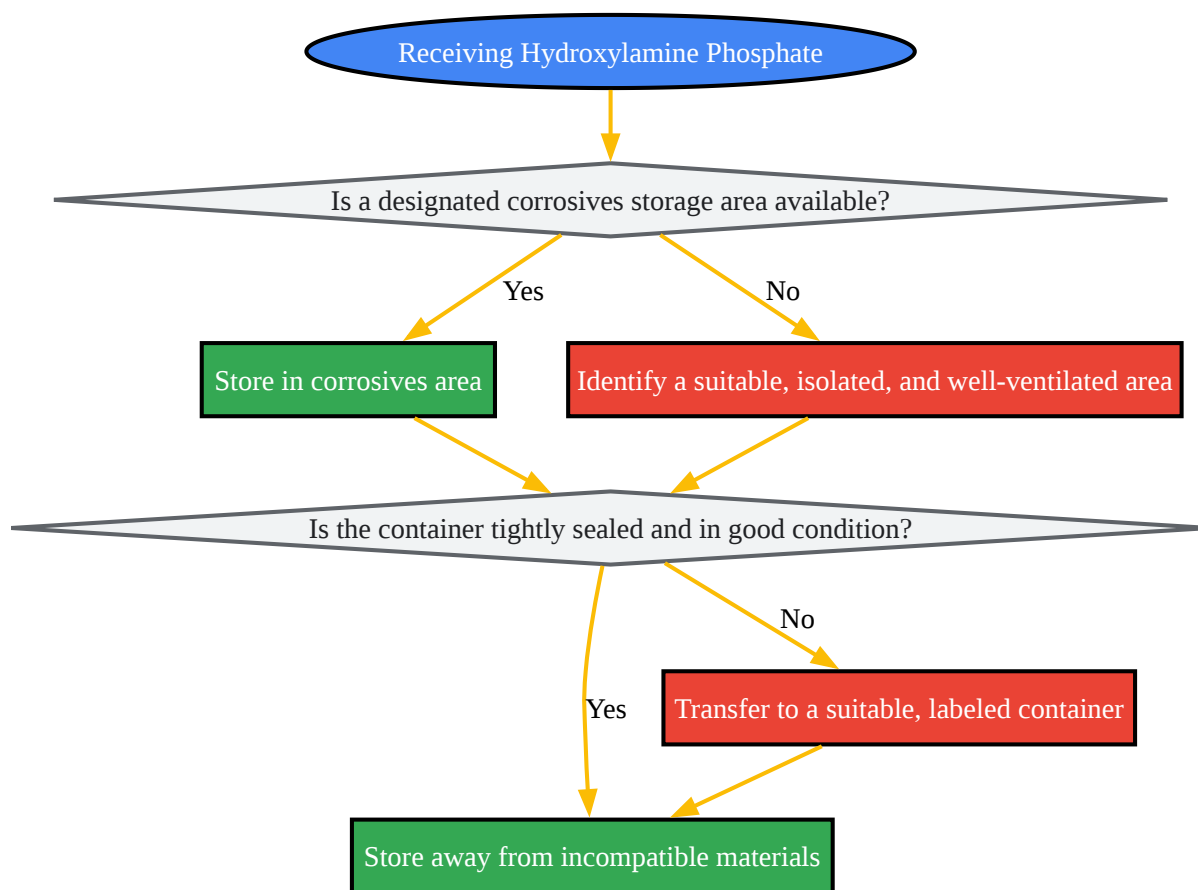 Receiving Hydroxylamine Phosphate
Is a designated corrosives storage area available?
Yes
No
Store in corrosives area
Identify a suitable, isolated, and well-ventilated area
Is the container tightly sealed and in good condition?
No
Yes
Transfer to a suitable, labeled container
Store away from incompatible materials